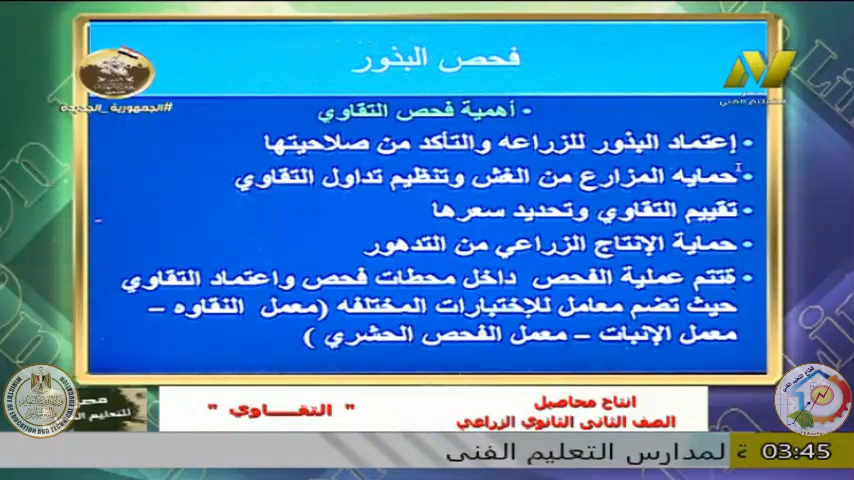 فحص البذور
#الجمهورية_الجديدة
• أهمية فحص التقاوي
• إعتماد البذور للزراعه والتأكد من صلاحيتها
• حمايه المزارع من الغش وتنظيم تداول التقاوي
• تقييم التقاوي وتحديد سعرها
• حماية الإنتاج الزراعي من التدهور
• ةتتم عملية الفحص داخل محطات فحص واعتماد التقاوي
حيث تضم معامل للإختبارات المختلفه (معمل النقاوه –
معمل الإنبات – معمل الفحص الحشري )
انتاج محاصيل
الصف الثانى الثانوي الزراعي
" التقـــاوي "
للتعليم
ة لمدارس التعليم الفنى
03:45